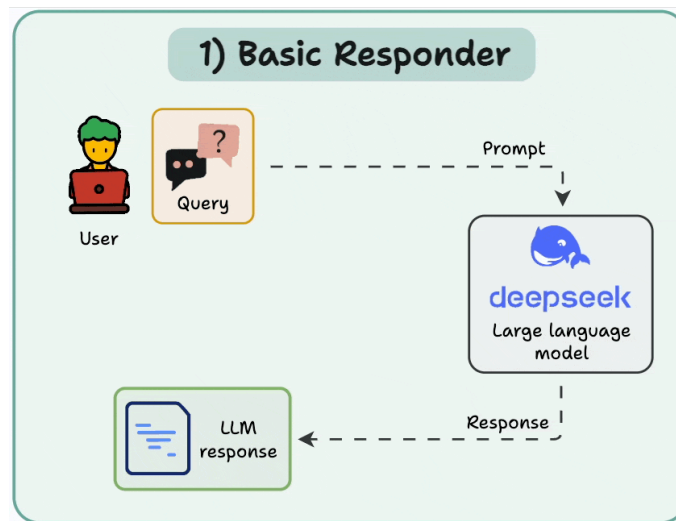 1) Basic Responder
Prompt
?
Query
User
deepseek
Large language
model
Response
LLM
response